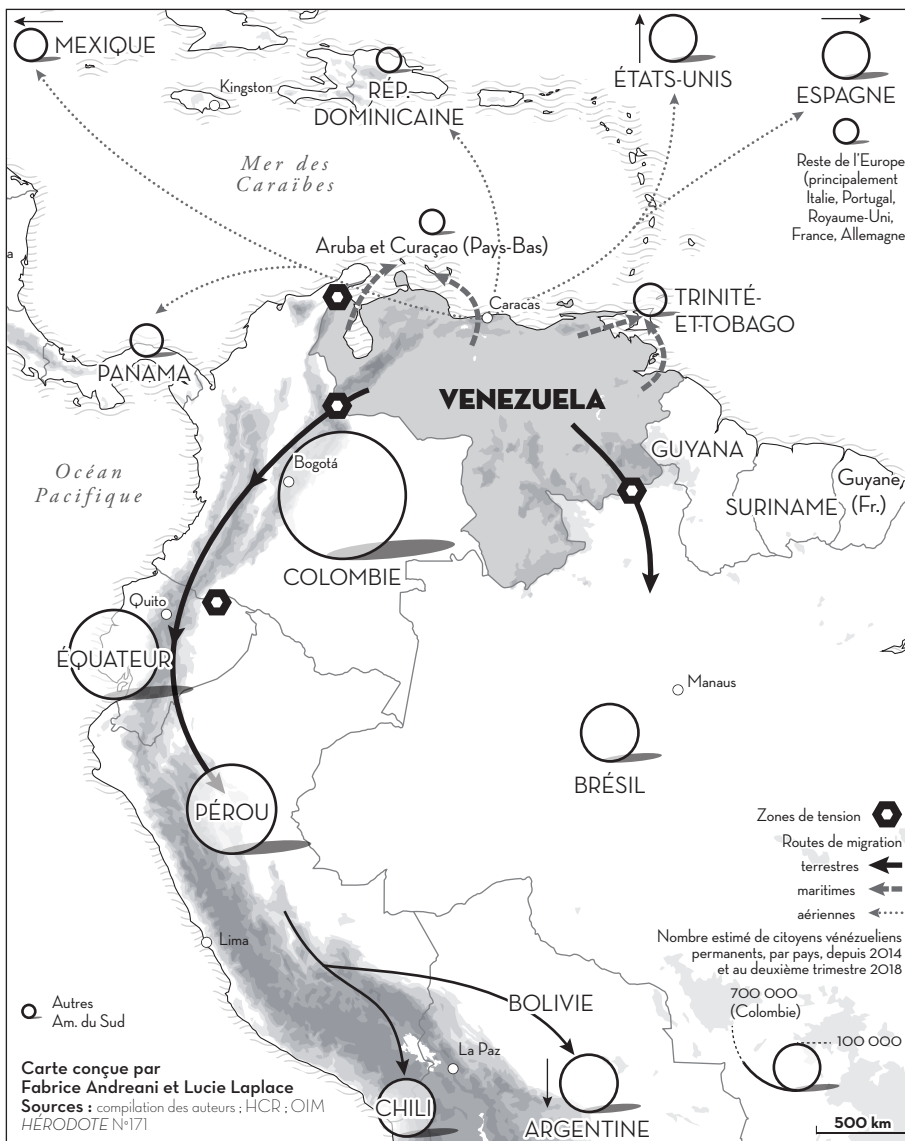 MEXIQUE
Kingston
RÉP.
DOMINICAINE
ÉTATS-UNIS
ESPAGNE
Reste de l'Europe
(principalement
Italie, Portugal,
Royaume-Uni,
France, Allemagne
Mer des
Caraïbes
Aruba et Curaçao (Pays-Bas)
a
Caracas
TRINITÉ-
ET-TOBAGO
PANAMA
VENEZUELA
GUYANA
Océan
Pacifique
Bogotá
SURINAME
Guyane
(Fr.)
COLOMBIE
Quito
ÉQUATEUR
Manaus
BRÉSIL
PÉROU
Zones de tension
Routes de migration
terrestres
maritimes
aériennes
Nombre estimé de citoyens vénézueliens
permanents, par pays, depuis 2014
et au deuxième trimestre 2018
700 000
(Colombie)
100 000
500 km
Lima
BOLIVIE
La Paz
CHILI
ARGENTINE
Autres
Am. du Sud
Carte conçue par
Fabrice Andreani et Lucie Laplace
Sources : compilation des auteurs ; HCR ; OIM
HÉRODOTE N°171